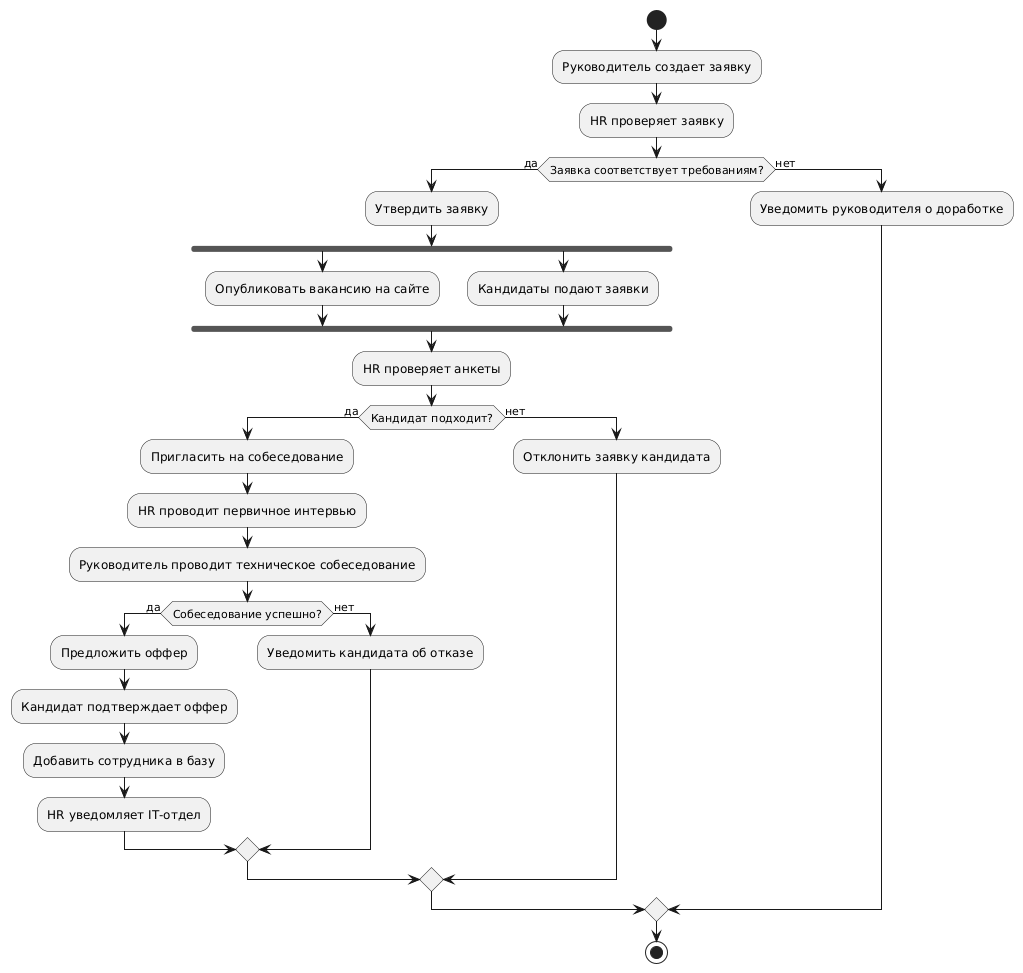 Руководитель создает заявку
HR проверяет заявку
да
Заявка соответствует требованиям?
нет
Утвердить заявку
Уведомить руководителя о доработке
Опубликовать вакансию на сайте
Кандидаты подают заявки
HR проверяет анкеты
да
Кандидат подходит?
нет
Пригласить на собеседование
Отклонить заявку кандидата
HR проводит первичное интервью
Руководитель проводит техническое собеседование
да
Собеседование успешно?
нет
Предложить оффер
Уведомить кандидата об отказе
Кандидат подтверждает оффер
Добавить сотрудника в базу
HR уведомляет IT-отдел